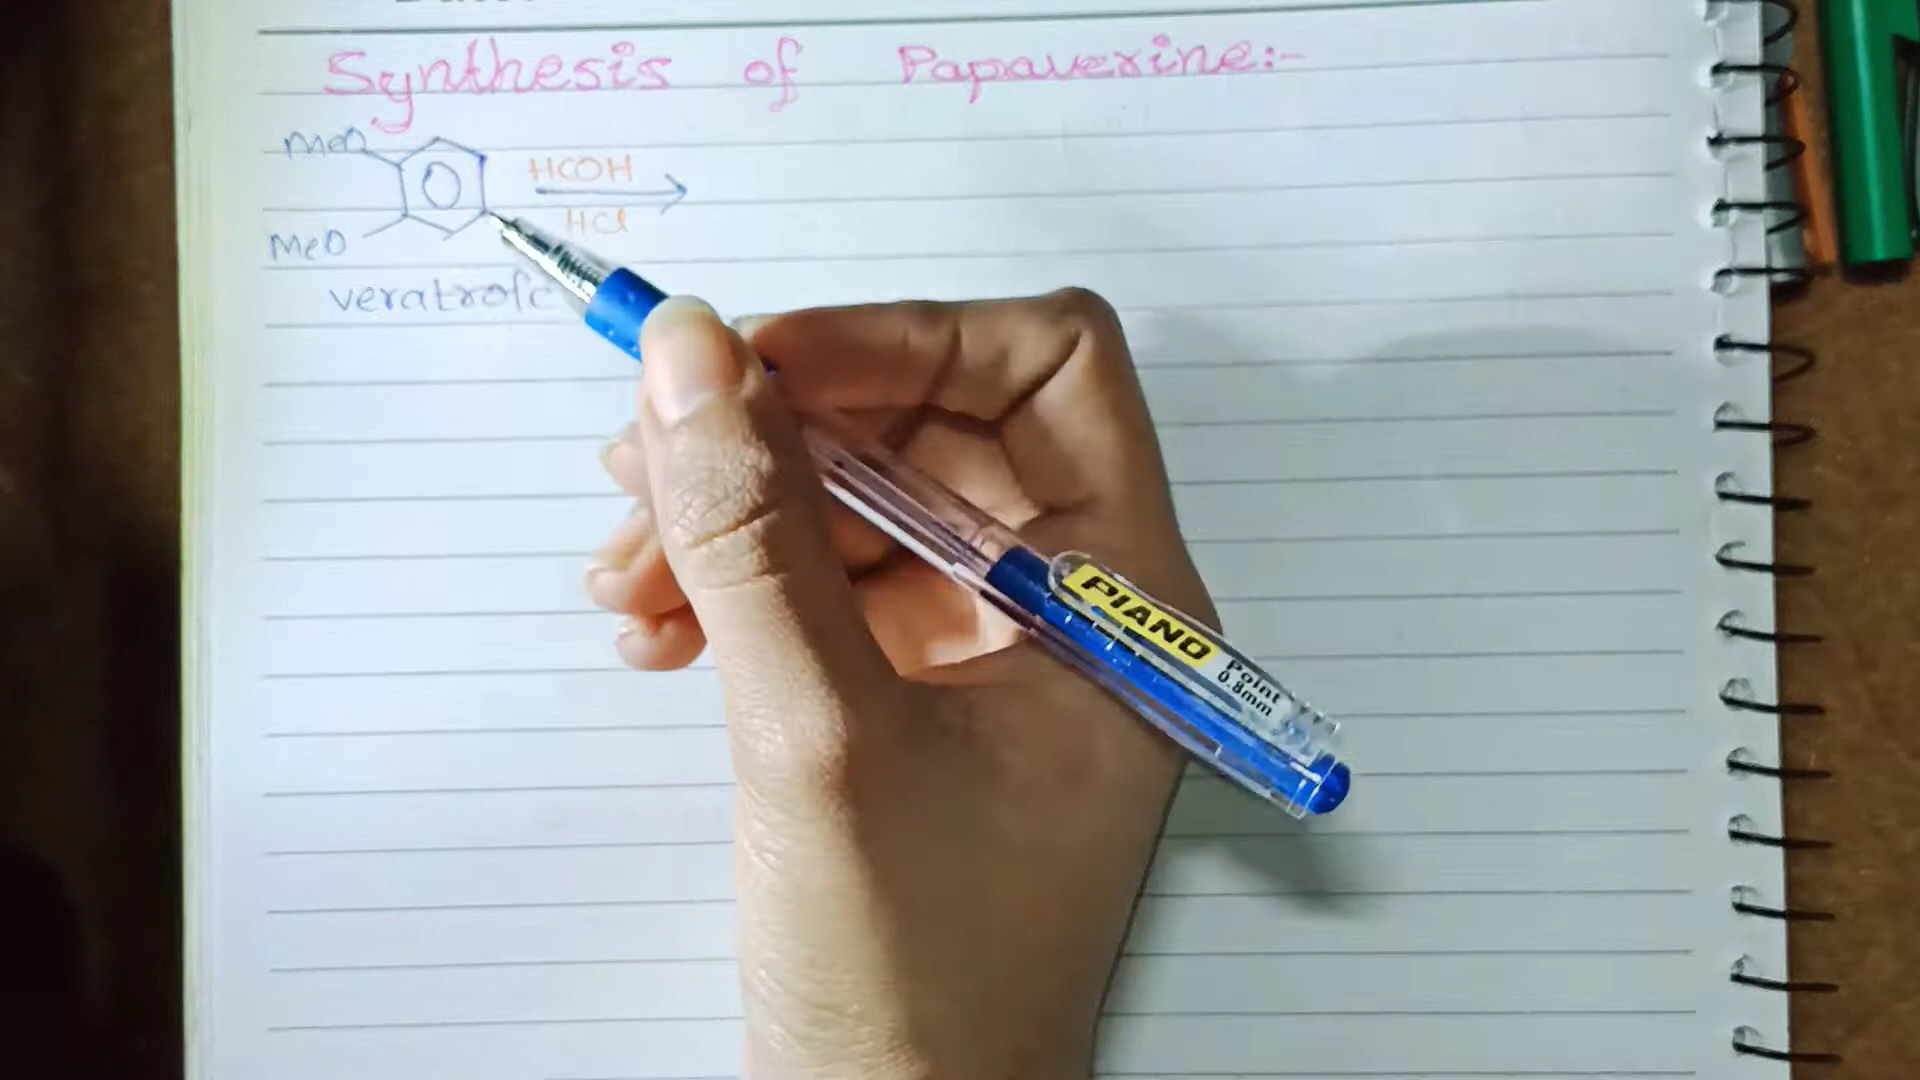 Synthesis of Papaverine:-
MeO
HCOH
HCl
MeO
veratrole
PIANO
Point
0.8mm